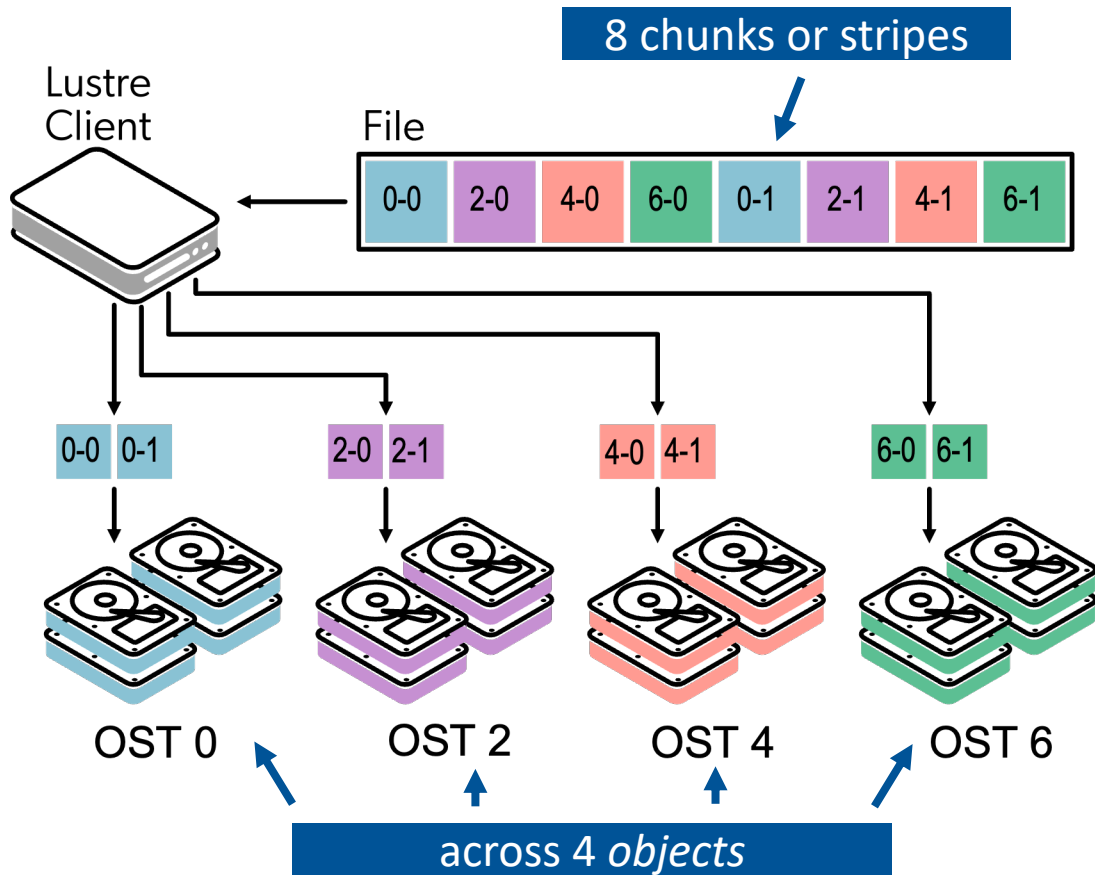 8 chunks or stripes
Lustre
Client
File
0-0 2-0 4-0 6-0 0-1 2-1 4-1 6-1
0-0 0-1 2-0 2-1 4-0 4-1 6-0 6-1
OST 0 OST 2 OST 4 OST 6
across 4 objects